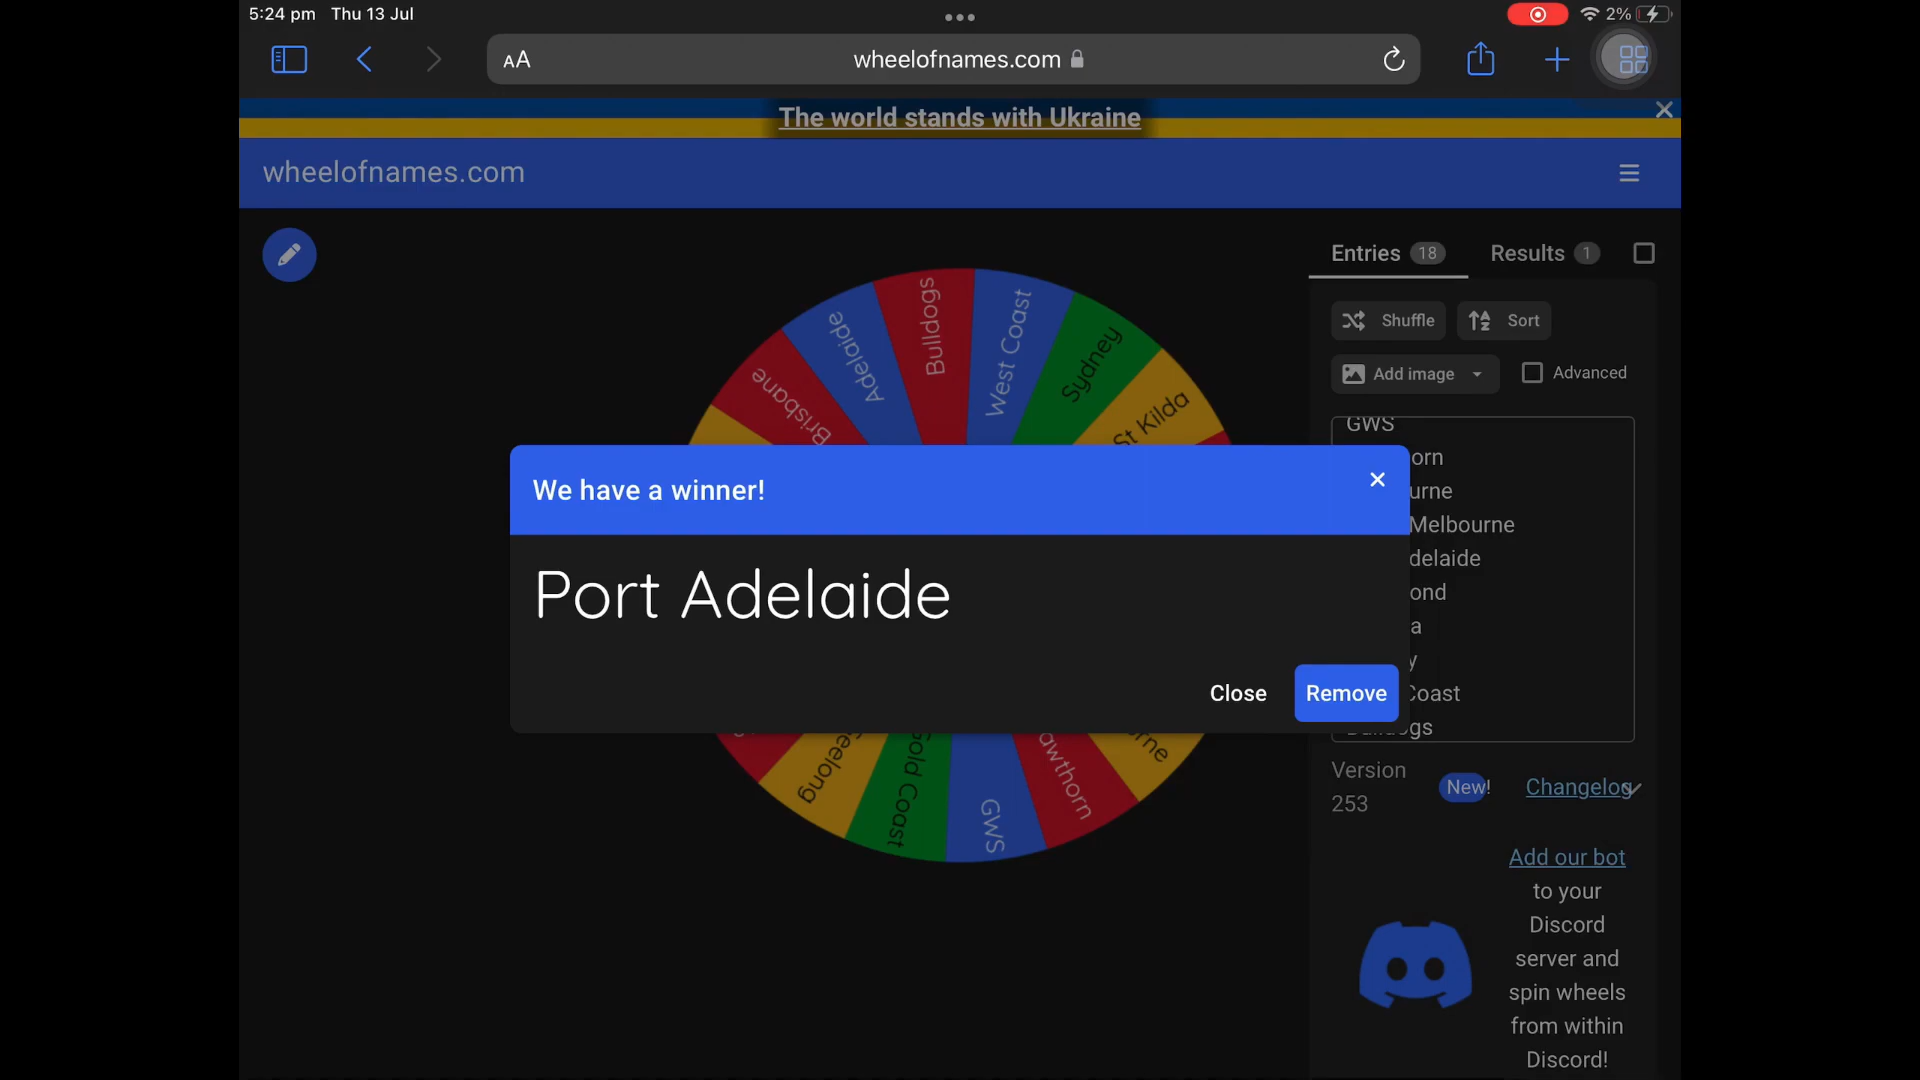 5:24 pm Thu 13 Jul
2%
AA
wheelofnames.com
The world stands with Ukraine
wheelofnames.com
Entries 18
Results 1
Shuffle
Sort
Add image
Advanced
Bulldogs
West Coast
Adelaide
Sydney
Brisbane
St Kilda
GWS
orn
urne
Melbourne
delaide
ond
a
y
Coast
We have a winner!
Port Adelaide
Close
Remove
eelong
old Coast
GWS
awthorn
rne
Version
253
New!
Changelog
Add our bot
to your
Discord
server and
spin wheels
from within
Discord!